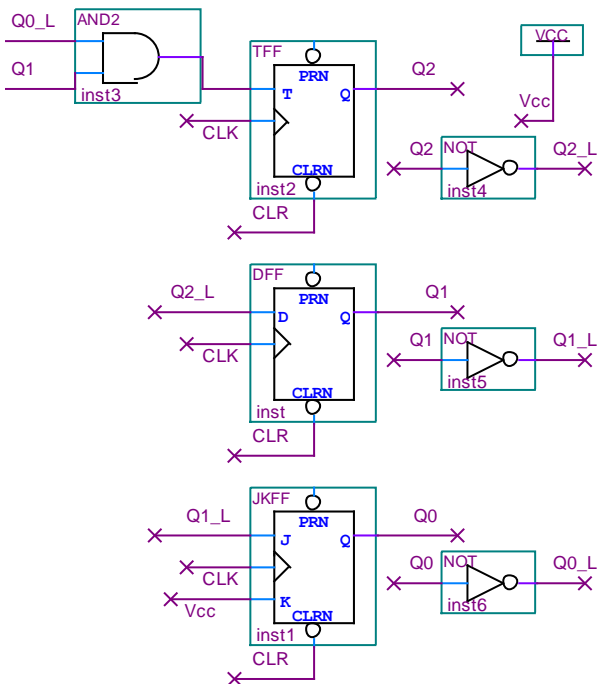 Q0_L
AND2
Q1
inst3
TFF
PRN
T
Q
CLK
CLRN
inst2
CLR
Q2
VCC
Vcc
Q2
NOT
Q2_L
inst4
DFF
PRN
Q2_L
D
Q
Q1
CLK
CLRN
inst
CLR
Q1
NOT
Q1_L
inst5
JKFF
PRN
Q1_L
J
Q
Q0
CLK
K
Vcc
CLRN
inst1
CLR
Q0
NOT
Q0_L
inst6